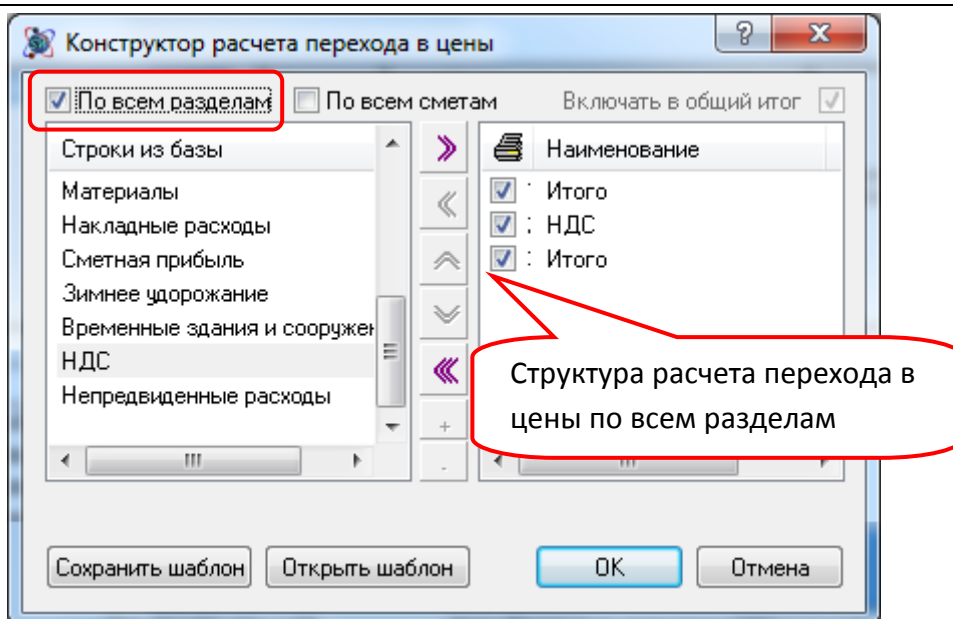 Конструктор расчета перехода в цены
По всем разделам По всем сметам Включать в общий итог
Строки из базы
Материалы
Накладные расходы
Сметная прибыль
Зимнее удорожание
Временные здания и сооружен
НДС
Непредвиденные расходы
+
-
Наименование
: Итого
: НДС
: Итого
Структура расчета перехода в
цены по всем разделам
Сохранить шаблон Открыть шаблон OK Отмена